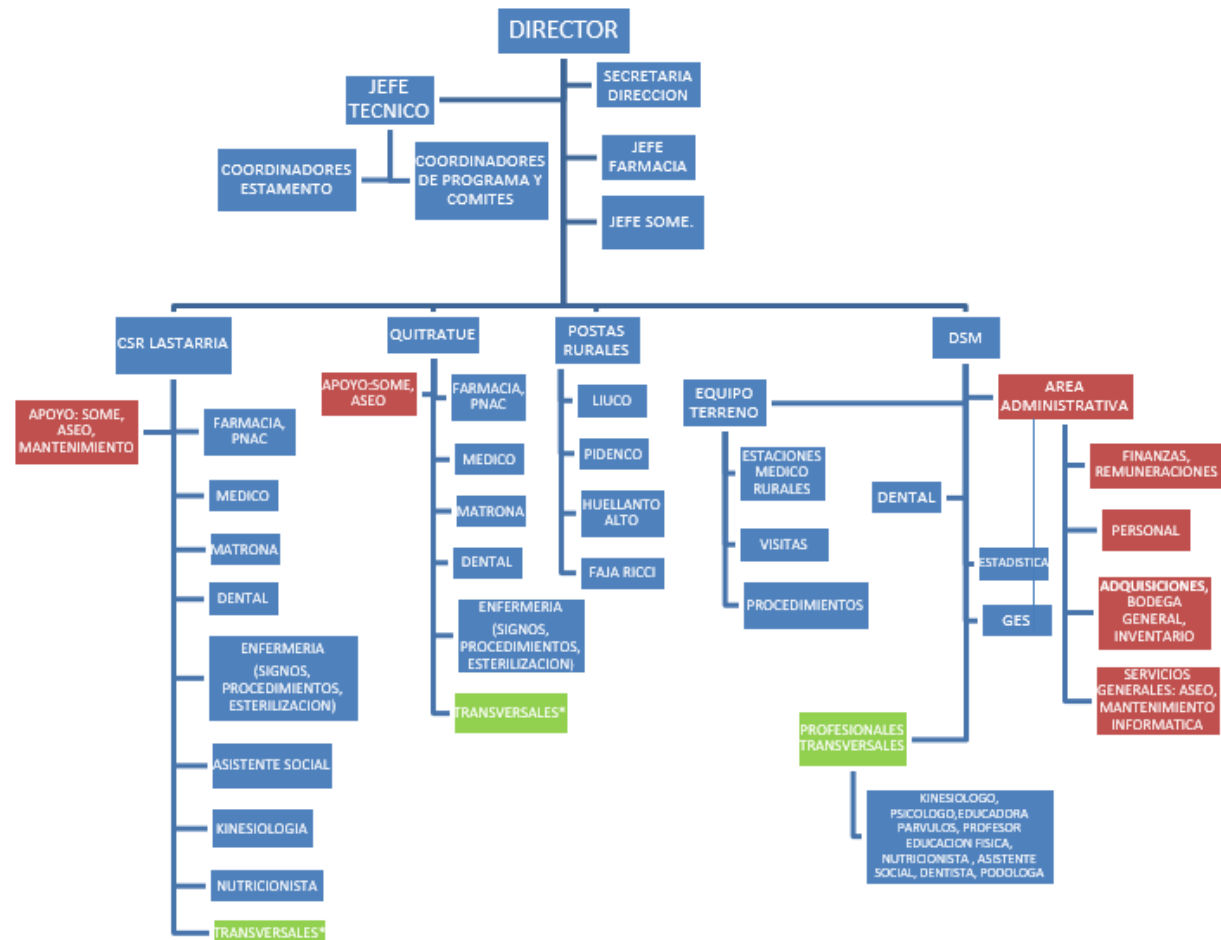 DIRECTOR
SECRETARIA
DIRECCION
JEFE
TECNICO
JEFE
FARMACIA
COORDINADORES
ESTAMENTO
COORDINADORES
DE PROGRAMA Y
COMITES
JEFE SOME.
CSR LASTARRIA
APOYO: SOME,
ASEO,
MANTENIMIENTO
FARMACIA,
PNAC
MEDICO
MATRONA
DENTAL
ENFERMERIA
(SIGNOS,
PROCEDIMIENTOS,
ESTERILIZACION)
ASISTENTE SOCIAL
KINESIOLOGIA
NUTRICIONISTA
TRANSVERSALES*
QUITRATUE
APOYO:SOME,
ASEO
FARMACIA,
PNAC
MEDICO
MATRONA
DENTAL
ENFERMERIA
(SIGNOS,
PROCEDIMIENTOS,
ESTERILIZACION)
TRANSVERSALES*
POSTAS
RURALES
LIUCO
PIDENCO
HUELLANTO
ALTO
FAJA RICCI
DSM
EQUIPO
TERRENO
ESTACIONES
MEDICO
RURALES
VISITAS
PROCEDIMIENTOS
DENTAL
ESTADISTICA
GES
AREA
ADMINISTRATIVA
FINANZAS,
REMUNERACIONES
PERSONAL
ADQUISICIONES,
BODEGA
GENERAL,
INVENTARIO
SERVICIOS
GENERALES: ASEO,
MANTENIMIENTO
INFORMATICA
PROFESIONALES
TRANSVERSALES
KINESIOLOGO,
PSICOLOGO,EDUCADORA
PARVULOS, PROFESOR
EDUCACION FISICA,
NUTRICIONISTA , ASISTENTE
SOCIAL, DENTISTA, PODOLOGA